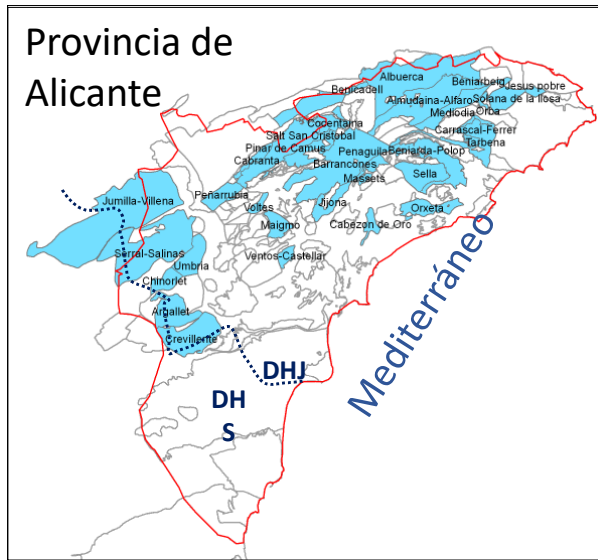 Provincia de
Alicante
Albuerca
Beniarbeig
Benicadell
Jesus pobre
Almudaina-Alfaro
Solana de la llosa
Mediodia
Orba
Cocentaina
Salt San Cristobal
Carrascal-Ferrer
Pinar de Camus
Penaguila
Beniarda-Polop
Tarbena
Cabranta
Barrancones
Sella
Massets
Peñarrubia
Jumilla-Villena
Jijona
Orxeta
Voltes
Maigmo
Cabezon de Oro
Serral-Salinas
Ventos-Castellar
Umbria
Chinorlet
Argallet
Crevillente
Mediterráneo
DHJ
DH
S